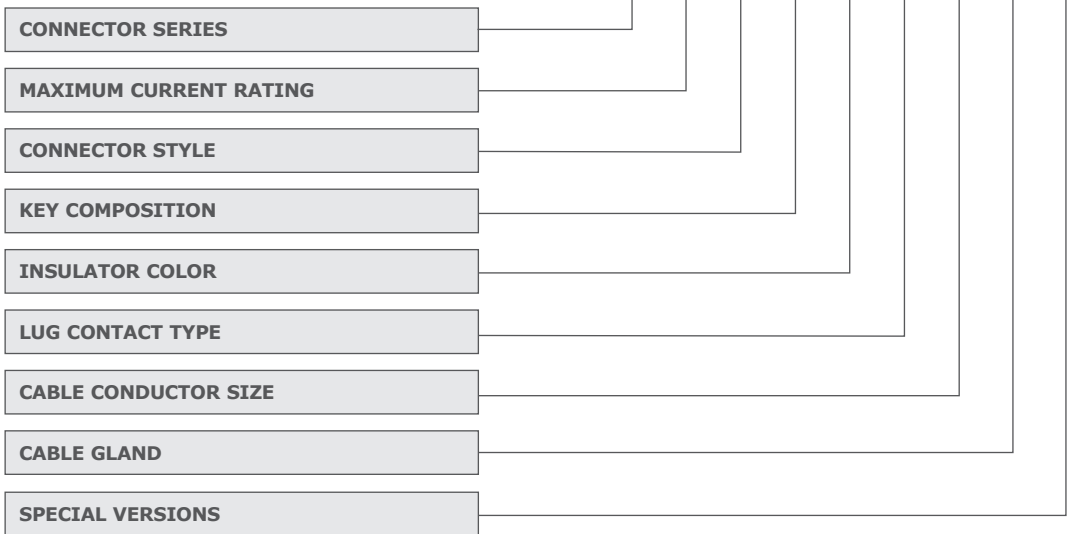 CONNECTOR SERIES
MAXIMUM CURRENT RATING
CONNECTOR STYLE
KEY COMPOSITION
INSULATOR COLOR
LUG CONTACT TYPE
CABLE CONDUCTOR SIZE
CABLE GLAND
SPECIAL VERSIONS